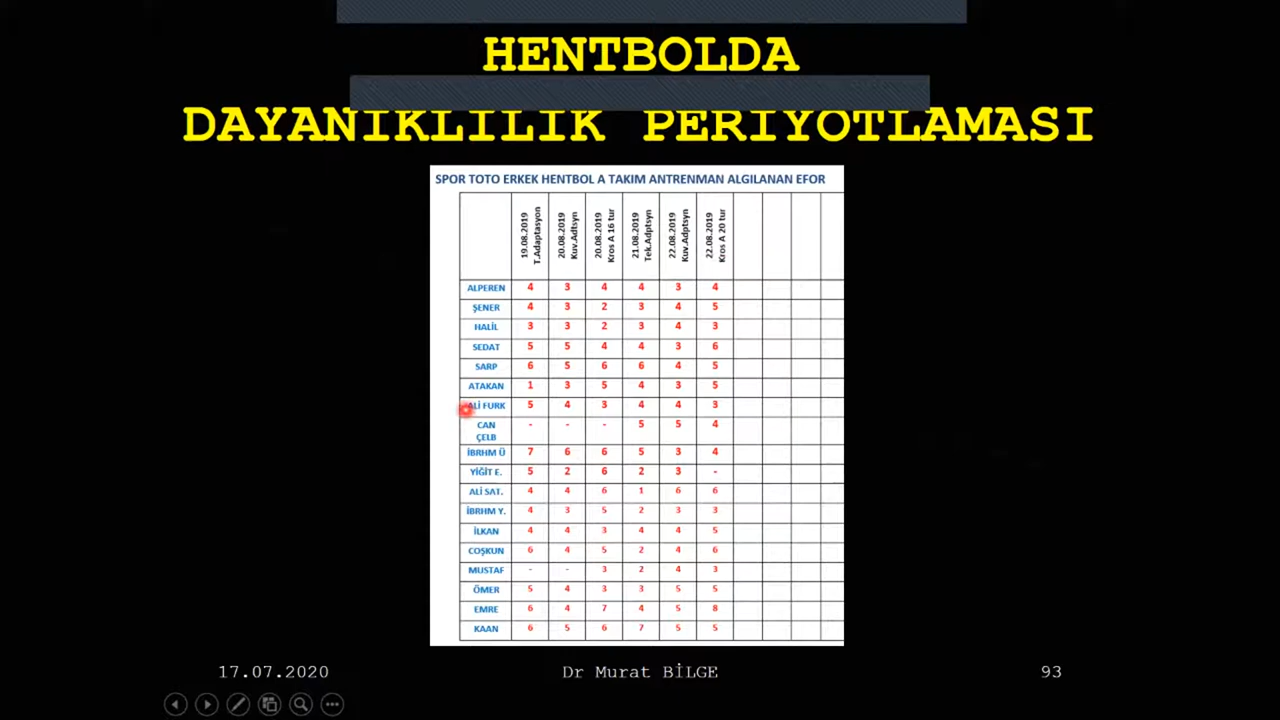 HENTBOLDA
DAYANIKLILIK PERİYOTLAMASI
SPOR TOTO ERKEK HENTBOL A TAKIM ANTRENMAN ALGILANAN EFOR
19.08.2019 T.Adaptasyon
20.08.2019 Kuv.Adtsyn
20.08.2019 Kros A 16 tur
21.08.2019 Tek.Adptsyn
22.08.2019 Kuv.Adptsyn
22.08.2019 Kros A 20 tur
ALPEREN 4 3 4 4 3 4
ŞENER 4 3 2 3 4 5
HALİL 3 3 2 3 4 3
SEDAT 5 5 4 4 3 6
SARP 6 5 6 6 4 5
ATAKAN 1 3 5 4 3 5
ALİ FURK 5 4 3 4 4 3
CAN ÇELB - - - 5 5 4
İBRHM Ü 7 6 6 5 3 4
YİĞİT E. 5 2 6 2 3 -
ALİ SAT. 4 4 6 1 6 6
İBRHM Y. 4 3 5 2 3 3
İLKAN 4 4 3 4 4 5
COŞKUN 6 4 5 2 4 6
MUSTAF - - 3 2 4 3
ÖMER 5 4 3 3 5 5
EMRE 6 4 7 4 5 8
KAAN 6 5 6 7 5 5
17.07.2020 Dr Murat BİLGE 93